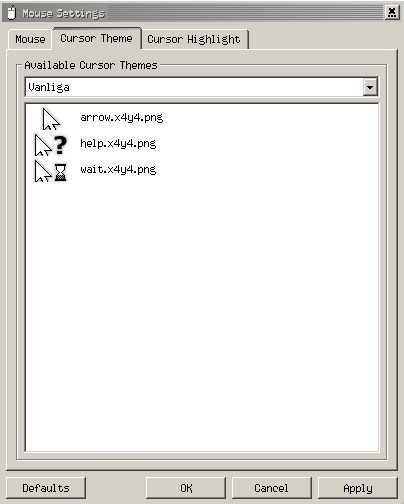 Mouse Settings
Mouse Cursor Theme Cursor Highlight
Available Cursor Themes
Vanliga
arrow.x4y4.png
help.x4y4.png
wait.x4y4.png
Defaults OK Cancel Apply